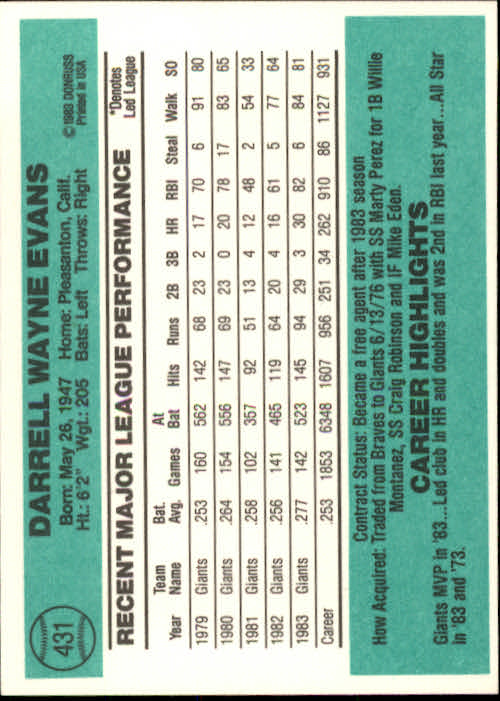 431
DARRELL WAYNE EVANS
Born: May 26, 1947 Home: Pleasanton, Calif.
Ht.: 6'2" Wgt.: 205 Bats: Left Throws: Right
© 1983 DONRUSS
Printed in USA
RECENT MAJOR LEAGUE PERFORMANCE
*Denotes
Led League
Year Team Name Bat. Avg. Games At Bat Hits Runs 2B 3B HR RBI Steal Walk SO
1979 Giants .253 160 562 142 68 23 2 17 70 6 91 80
1980 Giants .264 154 556 147 69 23 0 20 78 17 83 65
1981 Giants .258 102 357 92 51 13 4 12 48 2 54 33
1982 Giants .256 141 465 119 64 20 4 16 61 5 77 64
1983 Giants .277 142 523 145 94 29 3 30 82 6 84 81
Career .253 1853 6348 1607 956 251 34 262 910 86 1127 931
Contract Status: Became a free agent after 1983 season
How Acquired: Traded from Braves to Giants 6/13/76 with SS Marty Perez for 1B Willie
Montanez, SS Craig Robinson and IF Mike Eden.
CAREER HIGHLIGHTS
Giants MVP in '83...Led club in HR and doubles and was 2nd in RBI last year...All Star
in '83 and '73.